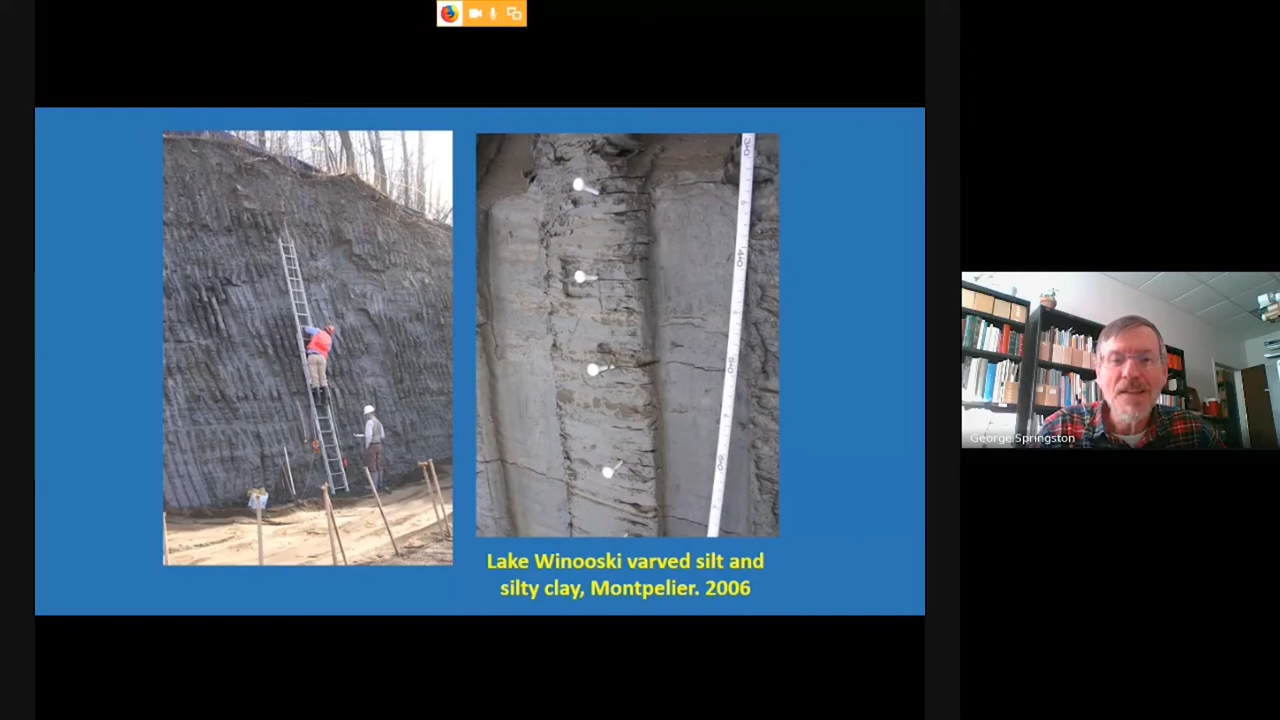 Lake Winooski varved silt and
silty clay, Montpelier. 2006
George Springston